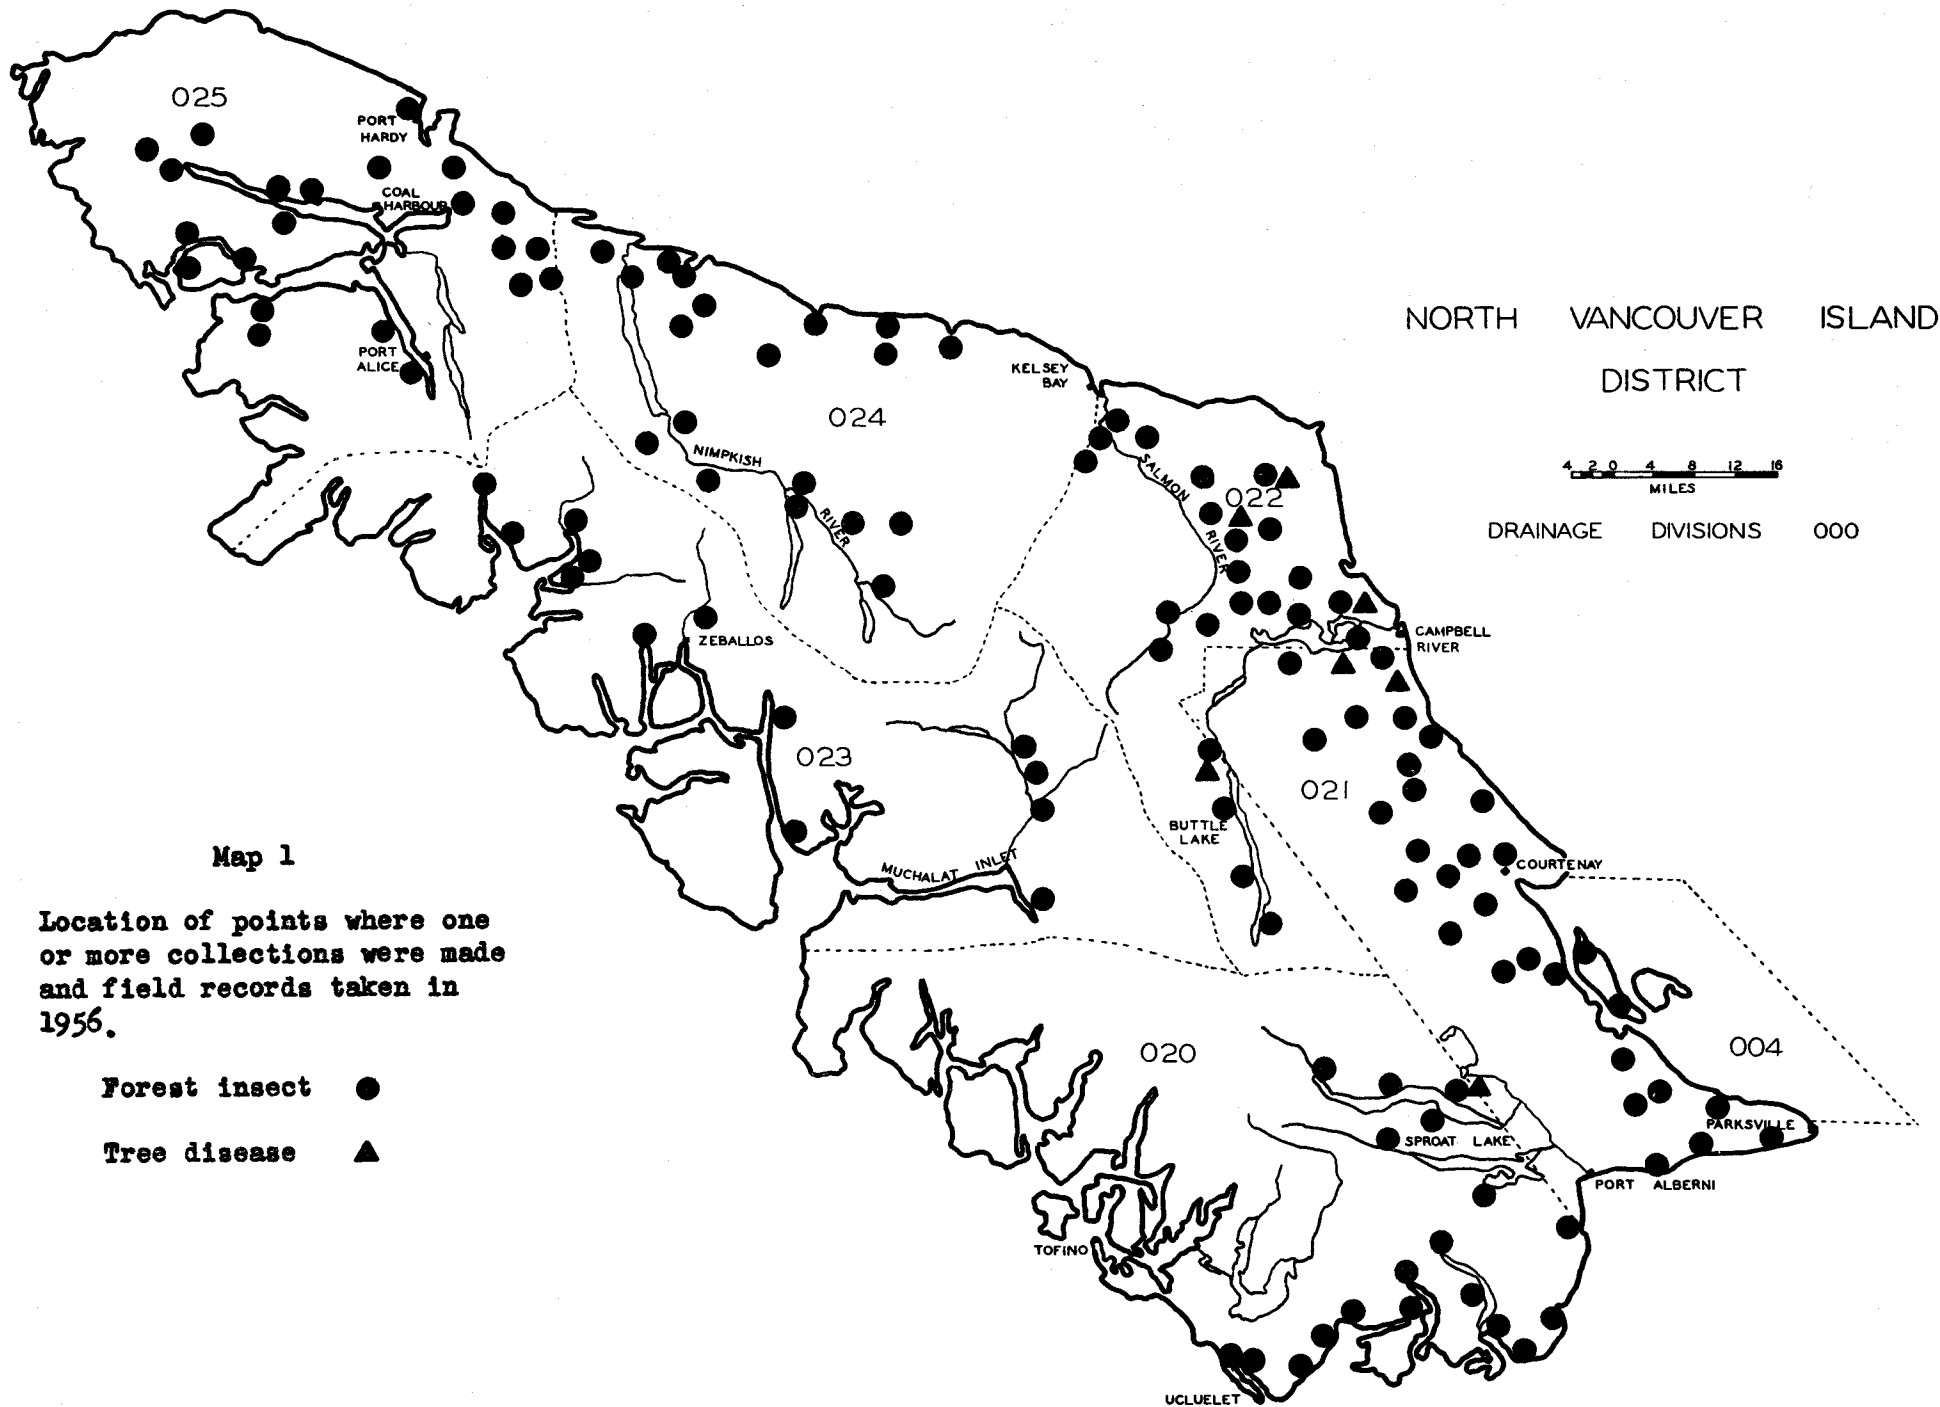 025
PORT
HARDY
COAL
HARBOUR
PORT
ALICE
NORTH VANCOUVER ISLAND
DISTRICT
4 2 0 4 8 12 16
MILES
DRAINAGE DIVISIONS 000
KELSEY
BAY
024
NIMPKISH
RIVER
SALMON
RIVER
022
ZEBALLOS
CAMPBELL
RIVER
023
021
BUTTLE
LAKE
MUCHALAT INLET
COURTENAY
Map 1
Location of points where one
or more collections were made
and field records taken in
1956.
Forest insect
Tree disease
020
004
PARKSVILLE
SPROAT LAKE
PORT ALBERNI
TOFINO
UCLUELET